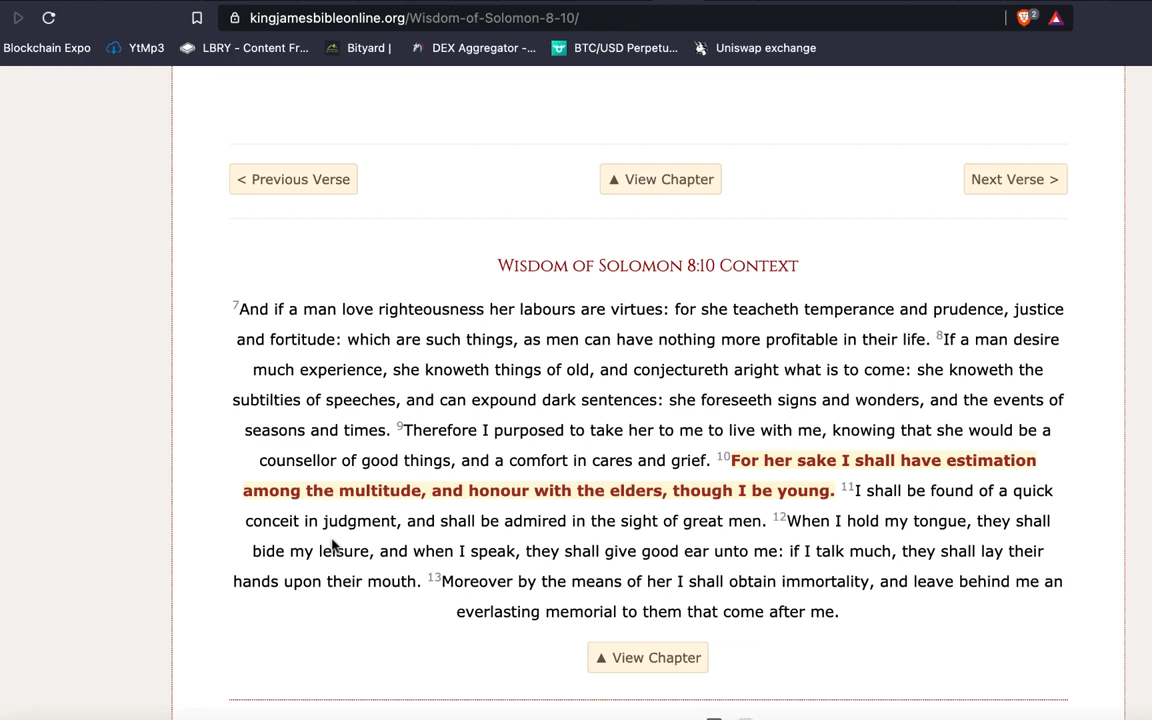 kingjamesbibleonline.org/Wisdom-of-Solomon-8-10/
2
Blockchain Expo YtMp3 LBRY - Content Fr... Bityard | DEX Aggregator -... BTC/USD Perpetu... Uniswap exchange
< Previous Verse ▲ View Chapter Next Verse >
Wisdom of Solomon 8:10 Context
7And if a man love righteousness her labours are virtues: for she teacheth temperance and prudence, justice
and fortitude: which are such things, as men can have nothing more profitable in their life. 8If a man desire
much experience, she knoweth things of old, and conjectureth aright what is to come: she knoweth the
subtilties of speeches, and can expound dark sentences: she foreseeth signs and wonders, and the events of
seasons and times. 9Therefore I purposed to take her to me to live with me, knowing that she would be a
counsellor of good things, and a comfort in cares and grief. 10For her sake I shall have estimation
among the multitude, and honour with the elders, though I be young. 11I shall be found of a quick
conceit in judgment, and shall be admired in the sight of great men. 12When I hold my tongue, they shall
bide my leisure, and when I speak, they shall give good ear unto me: if I talk much, they shall lay their
hands upon their mouth. 13Moreover by the means of her I shall obtain immortality, and leave behind me an
everlasting memorial to them that come after me.
▲ View Chapter